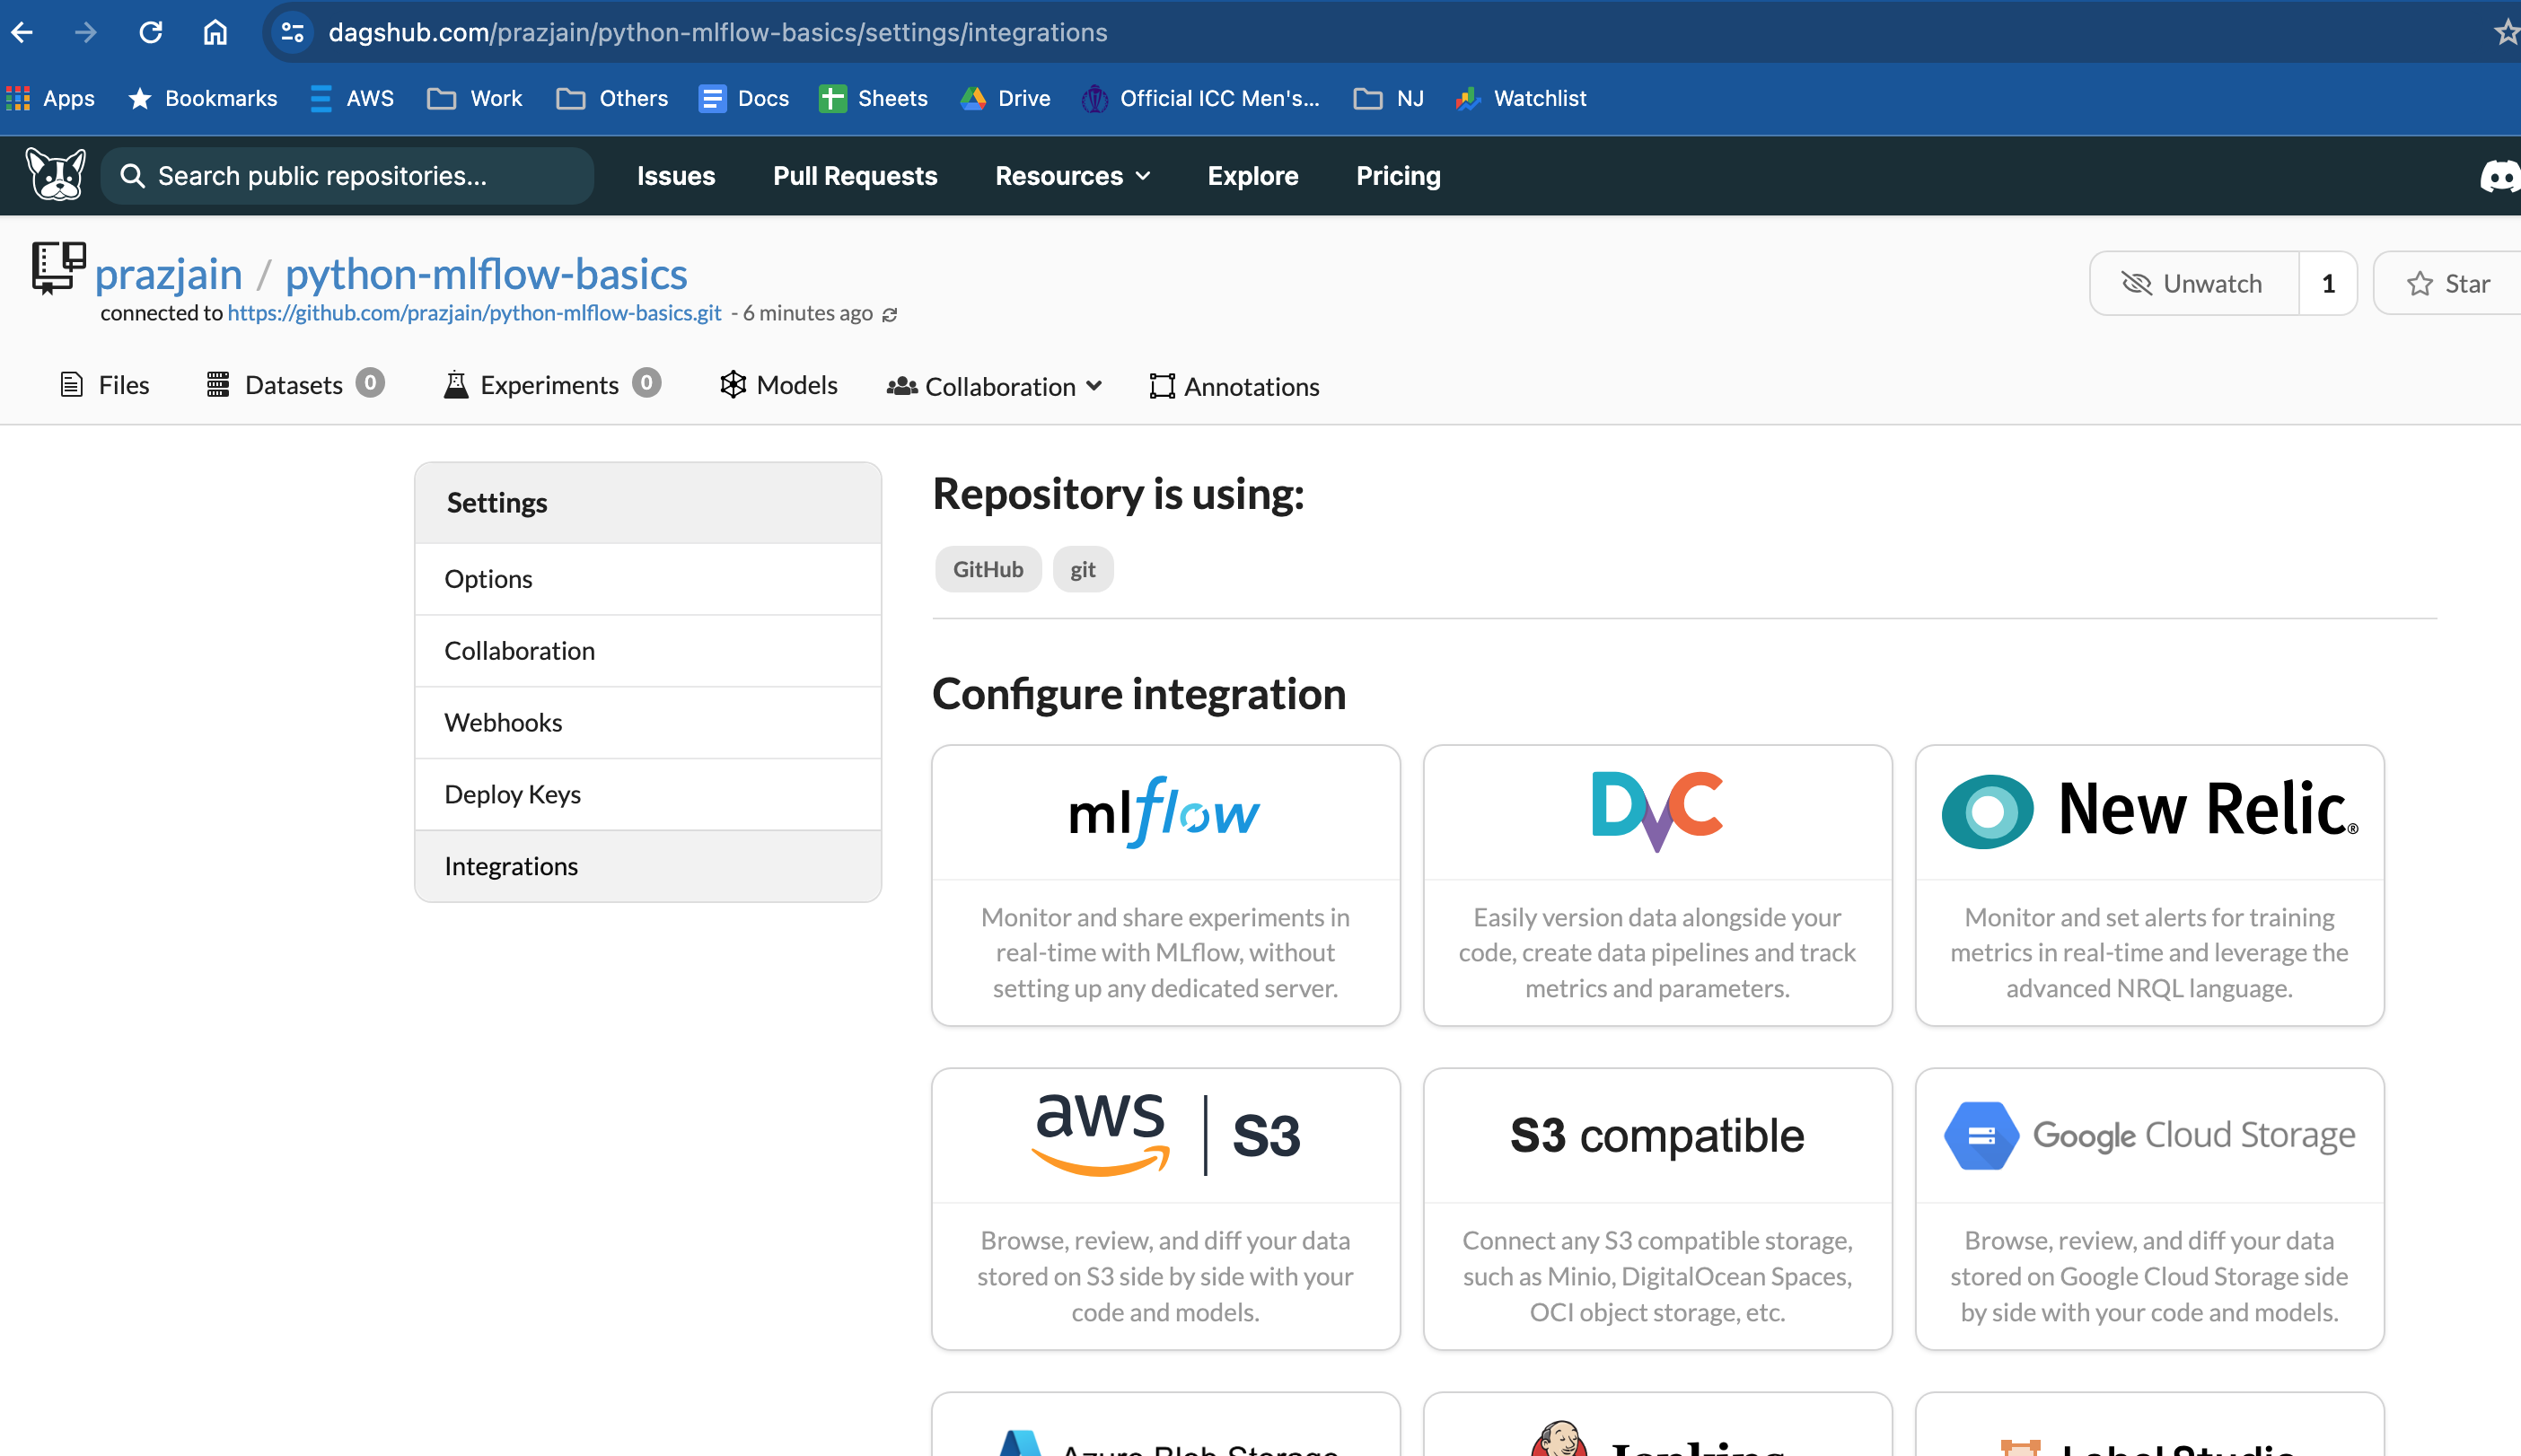 dagshub.com/prazjain/python-mlflow-basics/settings/integrations
Apps Bookmarks AWS Work Others Docs Sheets Drive Official ICC Men's... NJ Watchlist
Search public repositories... Issues Pull Requests Resources Explore Pricing
prazjain / python-mlflow-basics
Unwatch 1 Star
connected to https://github.com/prazjain/python-mlflow-basics.git - 6 minutes ago
Files Datasets 0 Experiments 0 Models Collaboration Annotations
Settings
Options
Collaboration
Webhooks
Deploy Keys
Integrations
Repository is using:
GitHub git
Configure integration
mlflow
Monitor and share experiments in
real-time with MLflow, without
setting up any dedicated server.
DVC
Easily version data alongside your
code, create data pipelines and track
metrics and parameters.
New Relic®
Monitor and set alerts for training
metrics in real-time and leverage the
advanced NRQL language.
aws | S3
Browse, review, and diff your data
stored on S3 side by side with your
code and models.
S3 compatible
Connect any S3 compatible storage,
such as Minio, DigitalOcean Spaces,
OCI object storage, etc.
Google Cloud Storage
Browse, review, and diff your data
stored on Google Cloud Storage side
by side with your code and models.
Azure Blob Storage
Jenkins
Label Studio